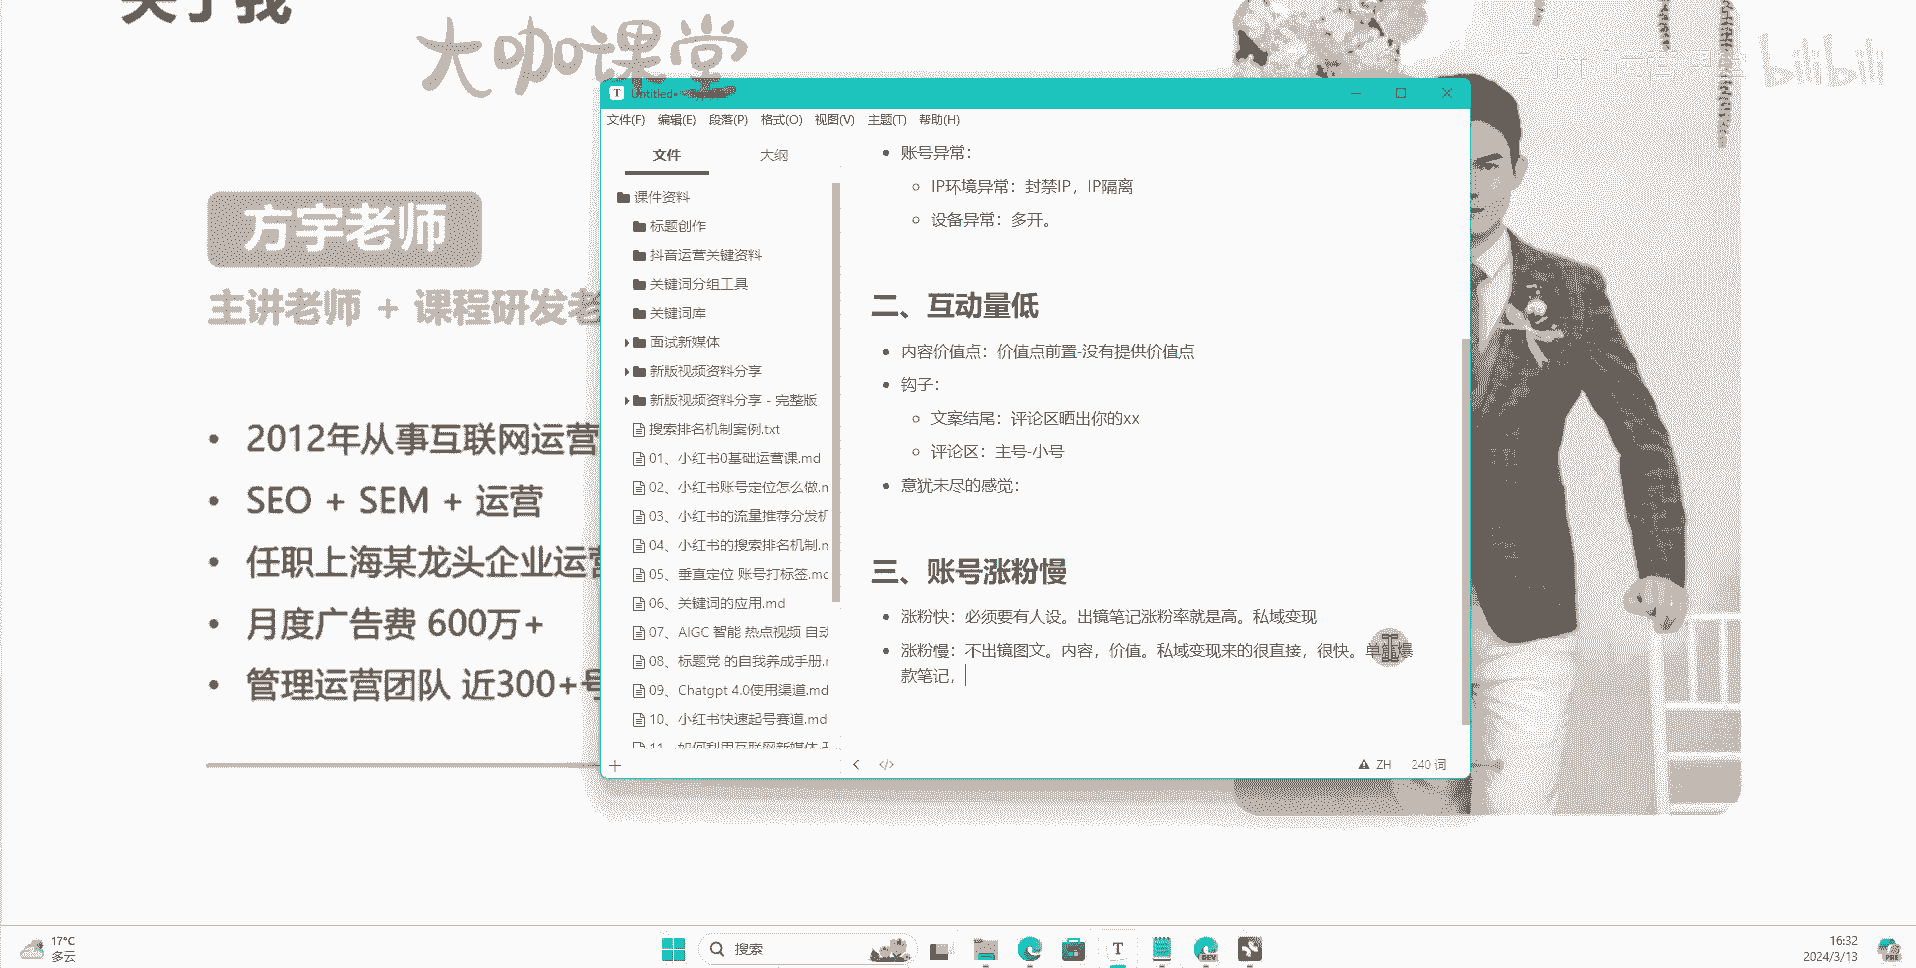 关于我
大咖课堂
bilibili
方宇老师
主讲老师 + 课程研发老
2012年从事互联网运营
SEO + SEM + 运营
任职上海某龙头企业运营
月度广告费 600万+
管理运营团队 近300+号
Untitled•
文件(F) 编辑(E) 段落(P) 格式(O) 视图(V) 主题(T) 帮助(H)
文件 大纲
课件资料
标题创作
抖音运营关键资料
关键词分组工具
关键词库
面试新媒体
新版视频资料分享
新版视频资料分享 - 完整版
搜索排名机制案例.txt
01、小红书0基础运营课.md
02、小红书账号定位怎么做.m
03、小红书的流量推荐分发机
04、小红书的搜索排名机制.m
05、垂直定位 账号打标签.md
06、关键词的应用.md
07、AIGC 智能 热点视频 自动
08、标题党 的自我养成手册.m
09、Chatgpt 4.0使用渠道.md
10、小红书快速起号赛道.md
11、如何利用互联网新媒体
账号异常：
IP环境异常：封禁IP，IP隔离
设备异常：多开。
二、互动量低
内容价值点：价值点前置-没有提供价值点
钩子：
文案结尾：评论区晒出你的xx
评论区：主号-小号
意犹未尽的感觉：
三、账号涨粉慢
涨粉快：必须要有人设。出镜笔记涨粉率就是高。私域变现
涨粉慢：不出镜图文。内容，价值。私域变现来的很直接，很快。单篇爆
款笔记，
ZH 240 词
17°C
多云
搜索
T
DEV
16:32
2024/3/13
PRE